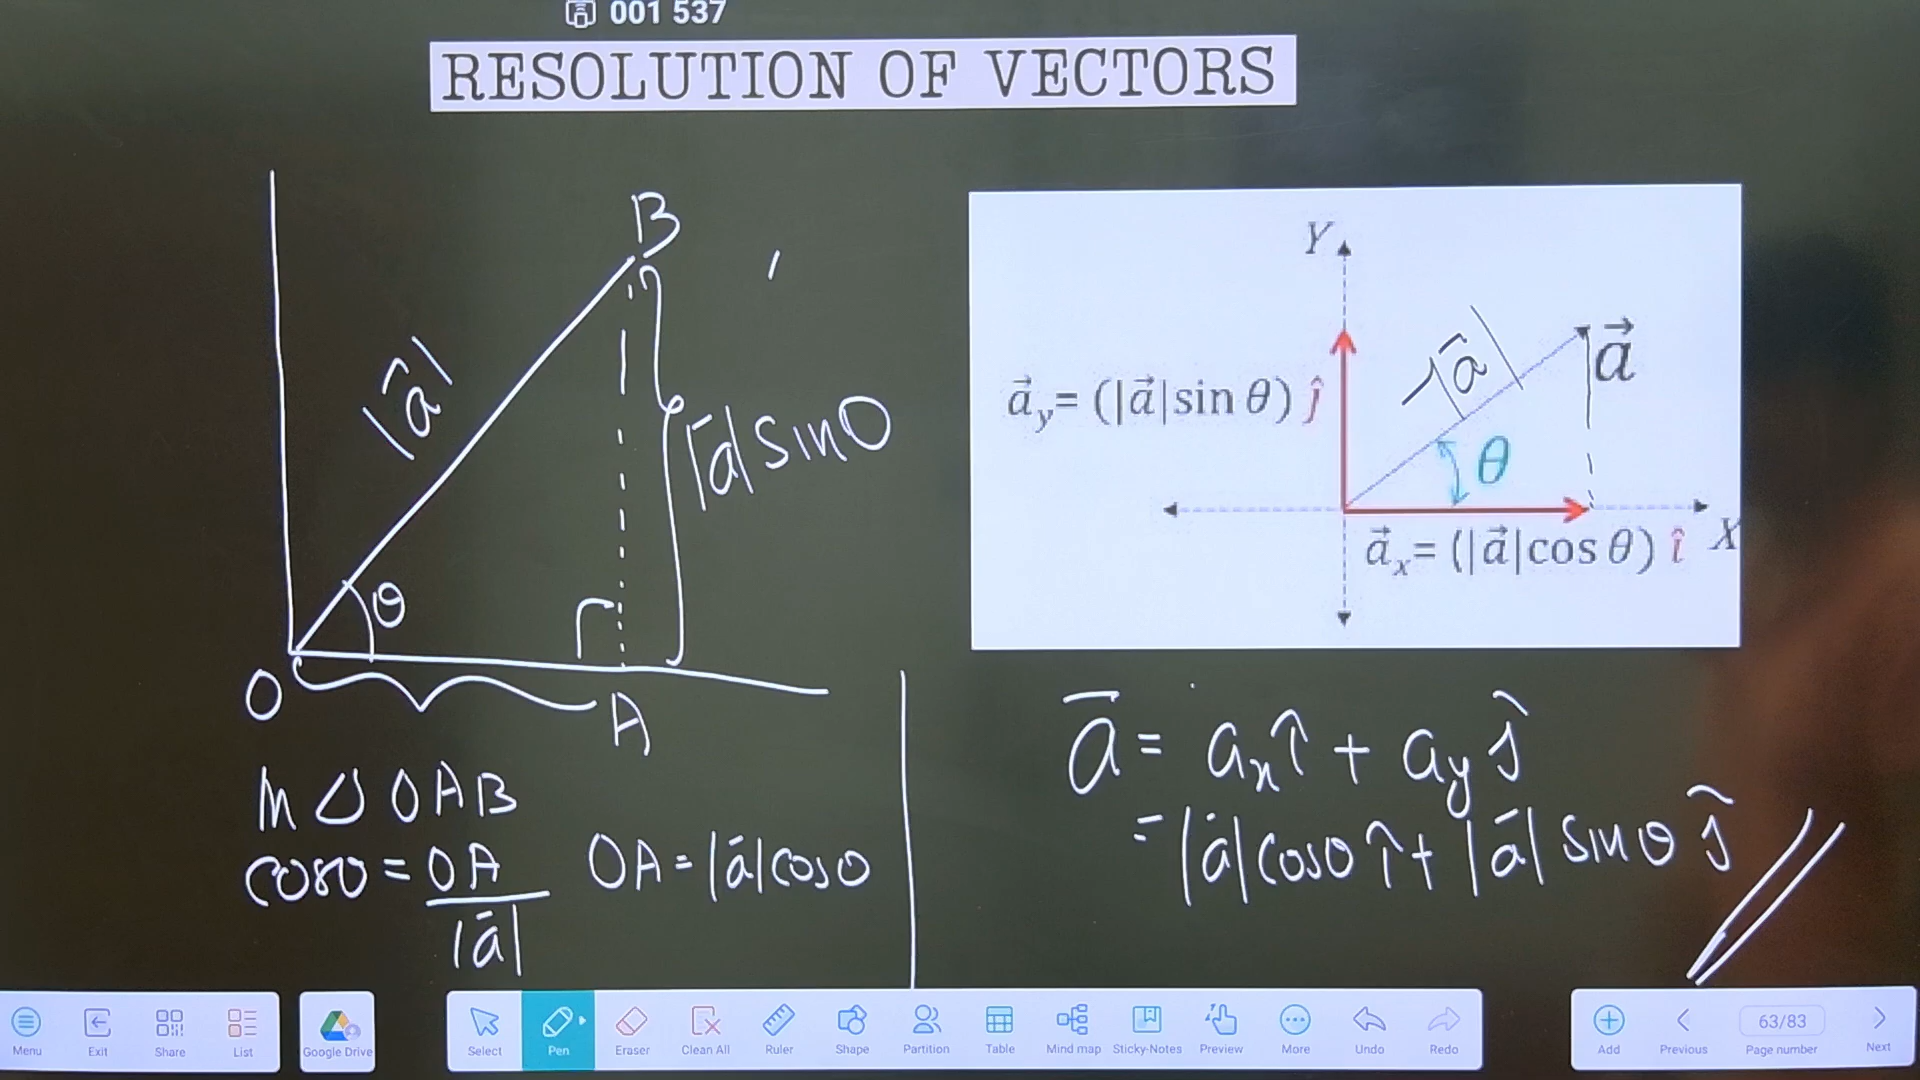 001 537
RESOLUTION OF VECTORS
B
|a̅|
θ
|a̅| sinθ
O
A
In △ OAB
cosθ = OA / |a̅|
OA = |a̅| cosθ
Y
|a̅|
a⃗
a⃗y= (|a⃗|sin θ) ĵ
θ
a⃗x= (|a⃗|cos θ) î
X
a̅ = axî + ayĵ
= |a̅| cosθ î + |a̅| sinθ ĵ
Menu
Exit
Share
List
Google Drive
Select
Pen
Eraser
Clean All
Ruler
Shape
Partition
Table
Mind map
Sticky-Notes
Preview
More
Undo
Redo
Add
Previous
63/83
Page number
Next